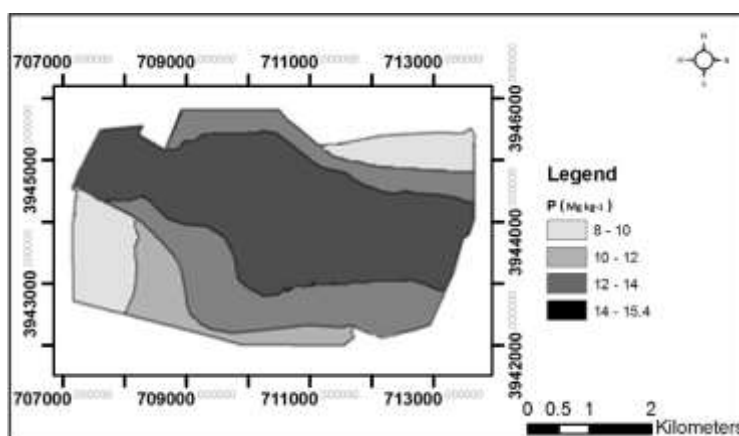 707000 709000 711000 713000
3945000
3943000
3946000
3944000
3942000
707000 709000 711000 713000
N
S
Legend
P ( Mg kg-1 )
8 - 10
10 - 12
12 - 14
14 - 15.4
0 0.5 1 2
Kilometers